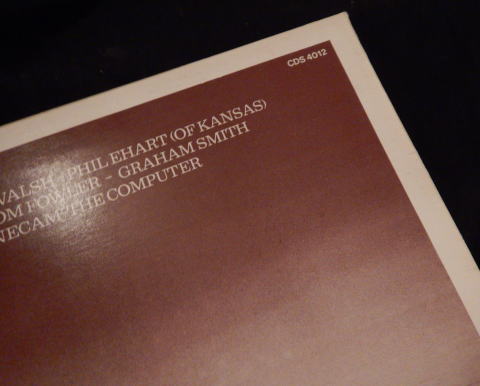 CDS 4012
WALSH - PHIL EHART (OF KANSAS)
OM FOWLER - GRAHAM SMITH
NECAM THE COMPUTER